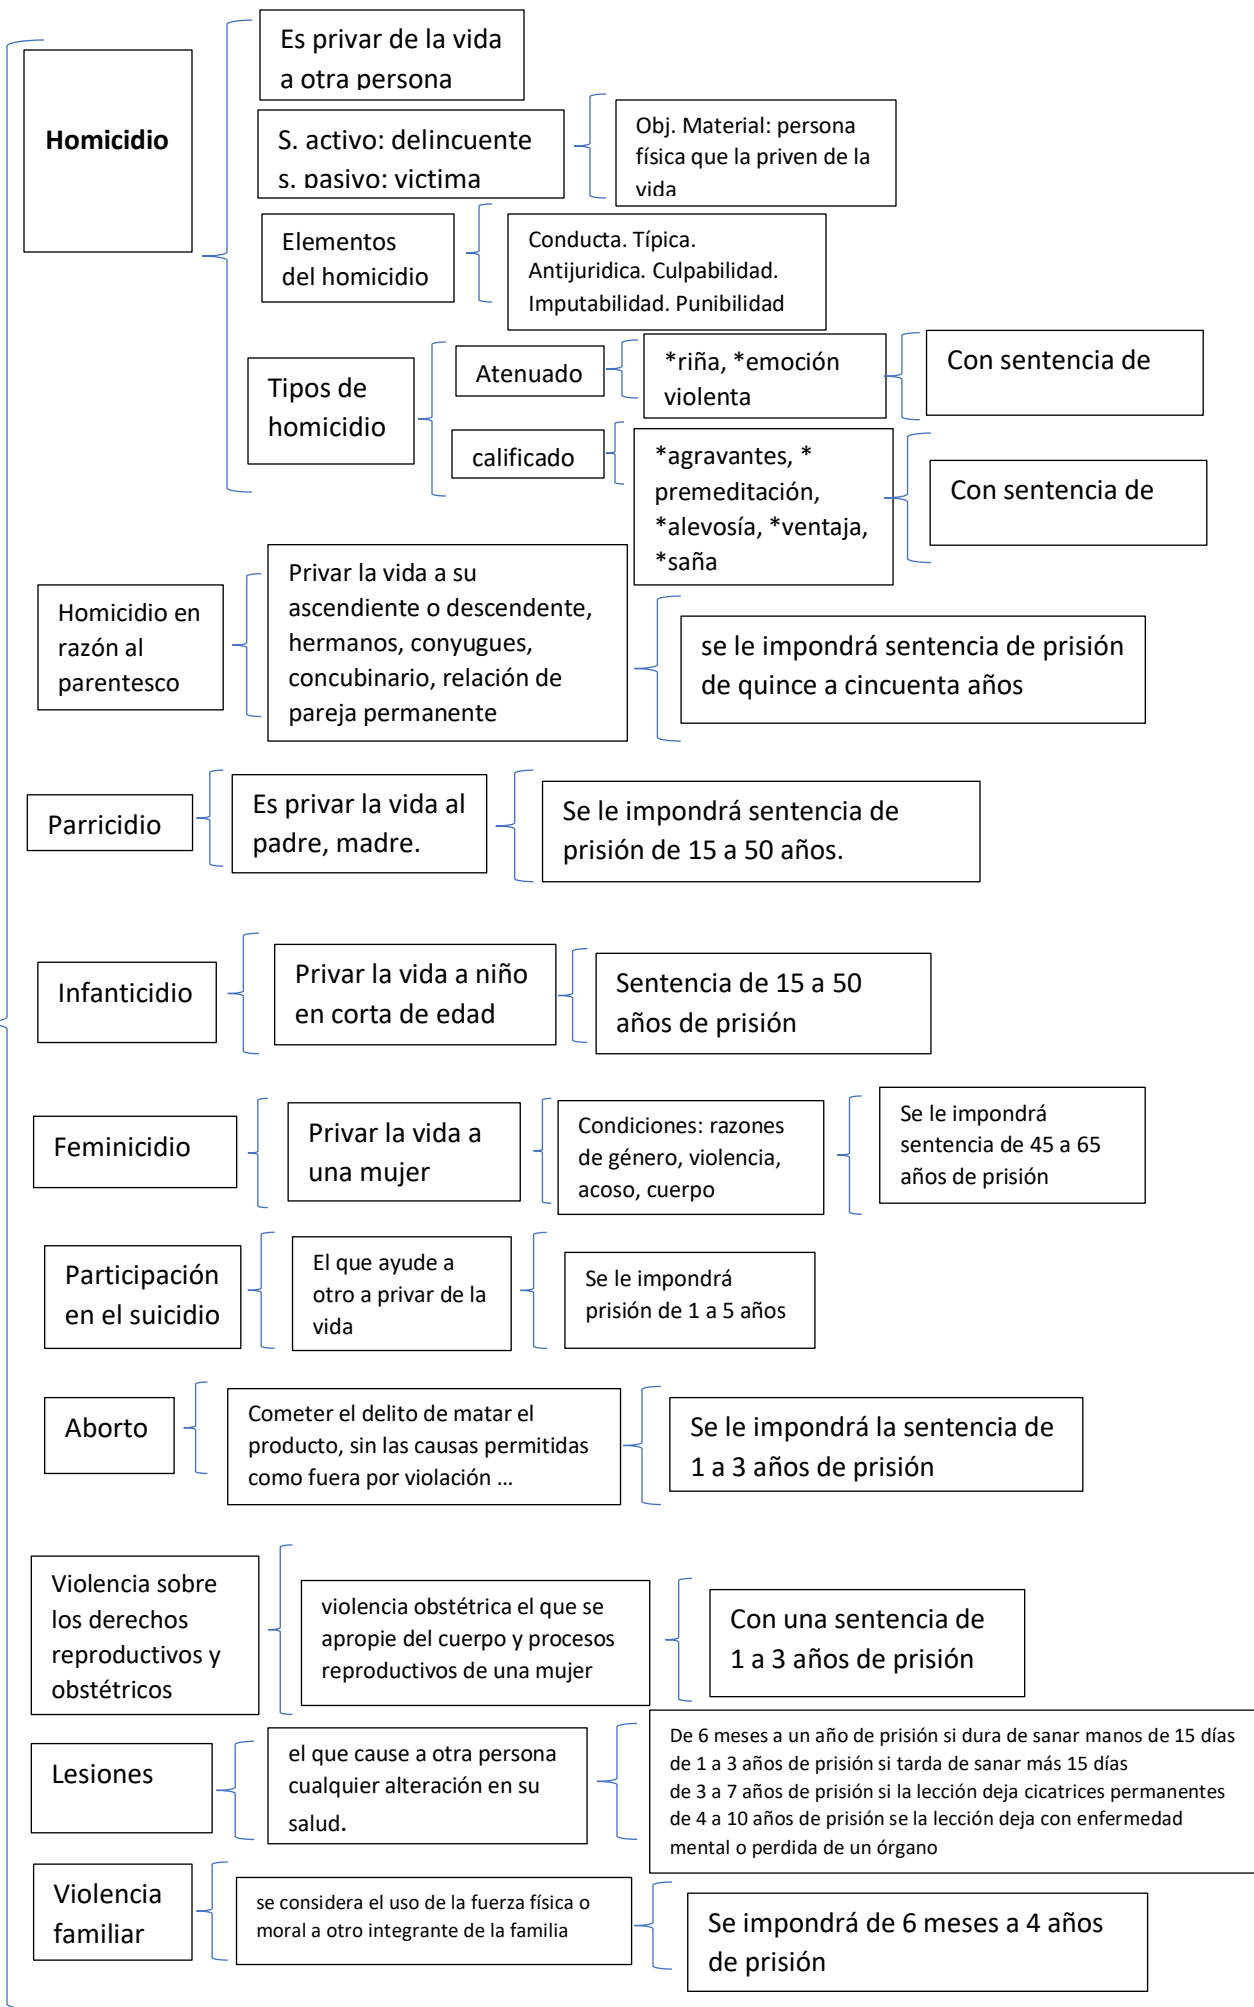 Homicidio
Es privar de la vida
a otra persona
S. activo: delincuente
s. pasivo: victima
Obj. Material: persona
física que la priven de la
vida
Elementos
del homicidio
Conducta. Típica.
Antijuridica. Culpabilidad.
Imputabilidad. Punibilidad
Tipos de
homicidio
Atenuado
*riña, *emoción
violenta
Con sentencia de
calificado
*agravantes, *
premeditación,
*alevosía, *ventaja,
*saña
Con sentencia de
Homicidio en
razón al
parentesco
Privar la vida a su
ascendiente o descendente,
hermanos, conyugues,
concubinario, relación de
pareja permanente
se le impondrá sentencia de prisión
de quince a cincuenta años
Parricidio
Es privar la vida al
padre, madre.
Se le impondrá sentencia de
prisión de 15 a 50 años.
Infanticidio
Privar la vida a niño
en corta de edad
Sentencia de 15 a 50
años de prisión
Feminicidio
Privar la vida a
una mujer
Condiciones: razones
de género, violencia,
acoso, cuerpo
Se le impondrá
sentencia de 45 a 65
años de prisión
Participación
en el suicidio
El que ayude a
otro a privar de la
vida
Se le impondrá
prisión de 1 a 5 años
Aborto
Cometer el delito de matar el
producto, sin las causas permitidas
como fuera por violación ...
Se le impondrá la sentencia de
1 a 3 años de prisión
Violencia sobre
los derechos
reproductivos y
obstétricos
violencia obstétrica el que se
apropie del cuerpo y procesos
reproductivos de una mujer
Con una sentencia de
1 a 3 años de prisión
Lesiones
el que cause a otra persona
cualquier alteración en su
salud.
De 6 meses a un año de prisión si dura de sanar manos de 15 días
de 1 a 3 años de prisión si tarda de sanar más 15 días
de 3 a 7 años de prisión si la lección deja cicatrices permanentes
de 4 a 10 años de prisión se la lección deja con enfermedad
mental o perdida de un órgano
Violencia
familiar
se considera el uso de la fuerza física o
moral a otro integrante de la familia
Se impondrá de 6 meses a 4 años
de prisión